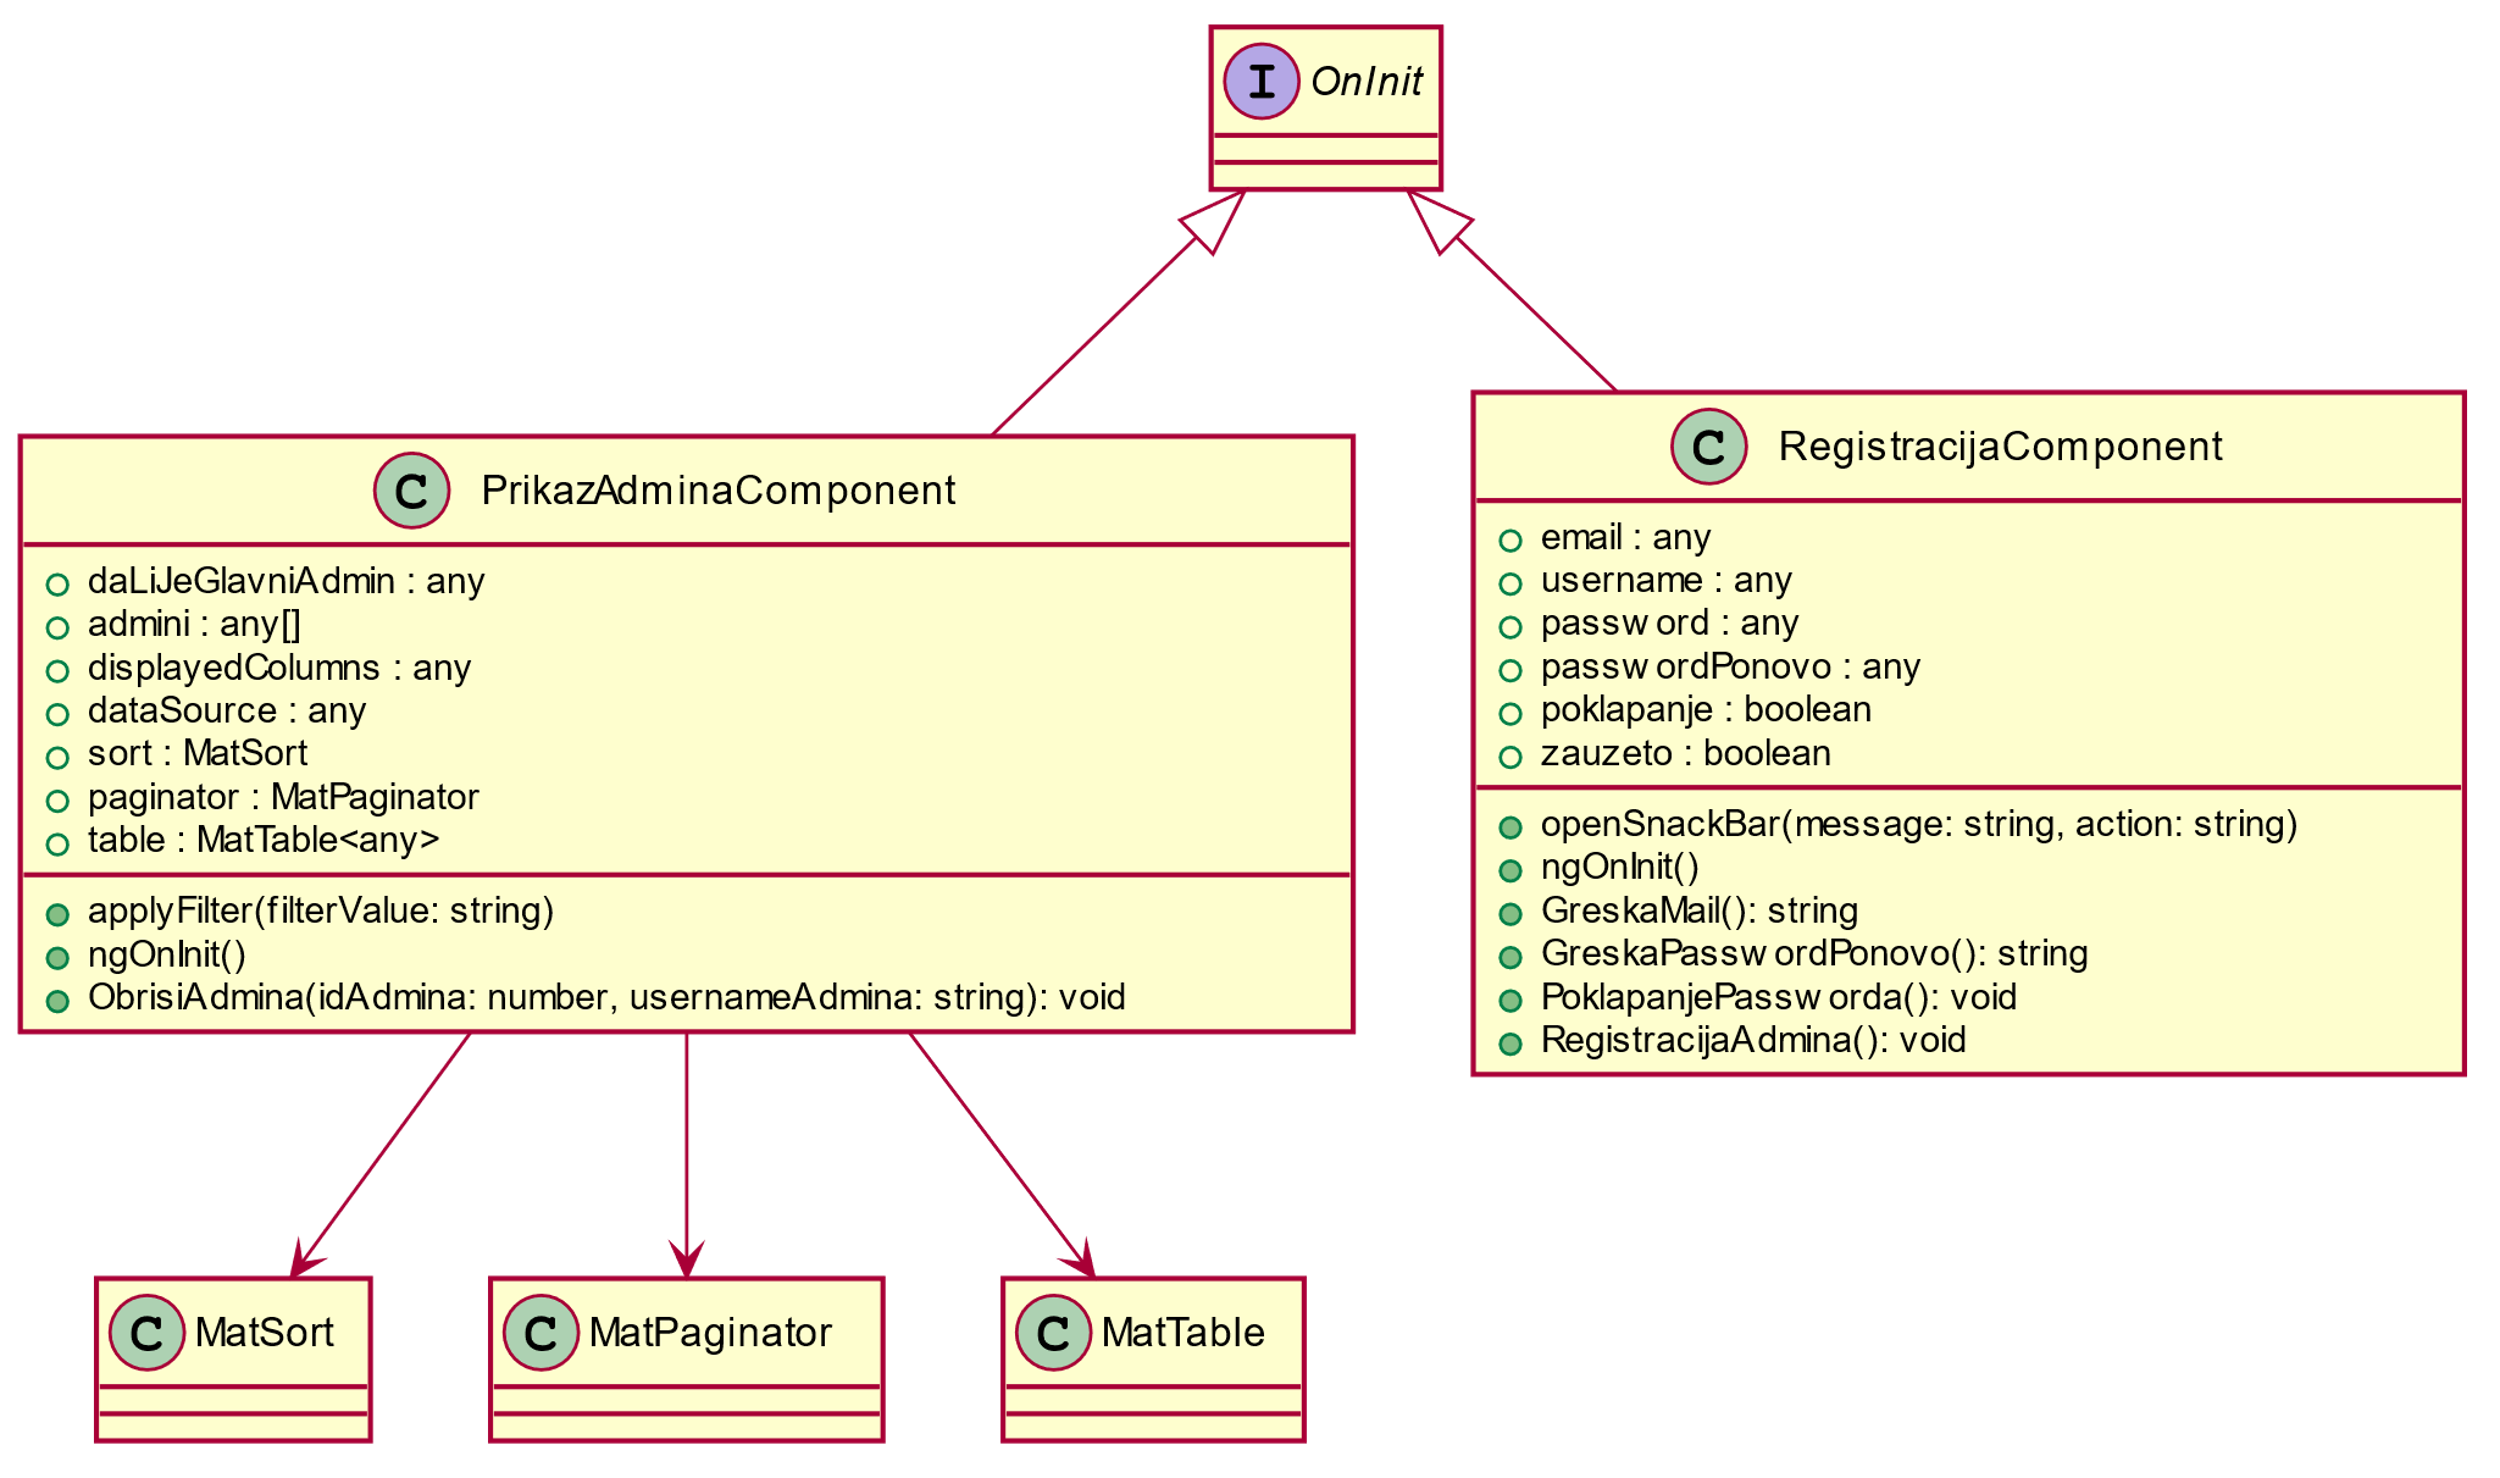 I OnInit
C PrikazAdminaComponent
daLiJeGlavniAdmin : any
admini : any[]
displayedColumns : any
dataSource : any
sort : MatSort
paginator : MatPaginator
table : MatTable<any>
applyFilter(filterValue: string)
ngOnInit()
ObrisiAdmina(idAdmina: number, usernameAdmina: string): void
C RegistracijaComponent
email : any
username : any
password : any
passwordPonovo : any
poklapanje : boolean
zauzeto : boolean
openSnackBar(message: string, action: string)
ngOnInit()
GreskaMail(): string
GreskaPasswordPonovo(): string
PoklapanjePassworda(): void
RegistracijaAdmina(): void
C MatSort
C MatPaginator
C MatTable